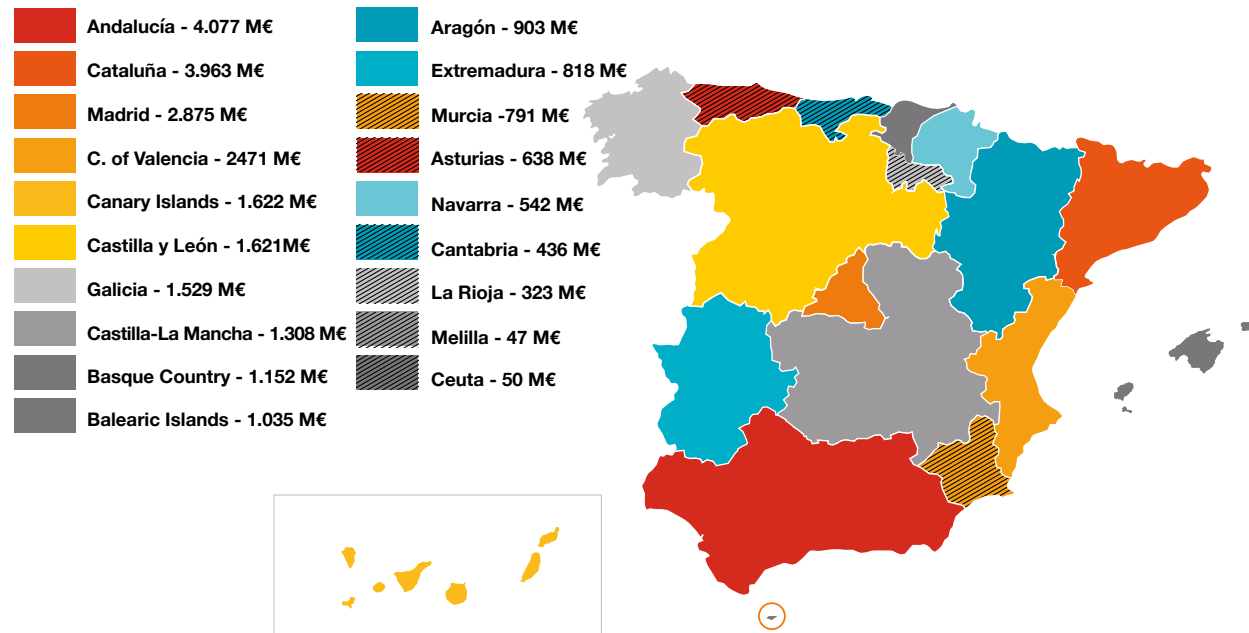 Andalucía - 4.077 M€
Cataluña - 3.963 M€
Madrid - 2.875 M€
C. of Valencia - 2471 M€
Canary Islands - 1.622 M€
Castilla y León - 1.621M€
Galicia - 1.529 M€
Castilla-La Mancha - 1.308 M€
Basque Country - 1.152 M€
Balearic Islands - 1.035 M€
Aragón - 903 M€
Extremadura - 818 M€
Murcia -791 M€
Asturias - 638 M€
Navarra - 542 M€
Cantabria - 436 M€
La Rioja - 323 M€
Melilla - 47 M€
Ceuta - 50 M€